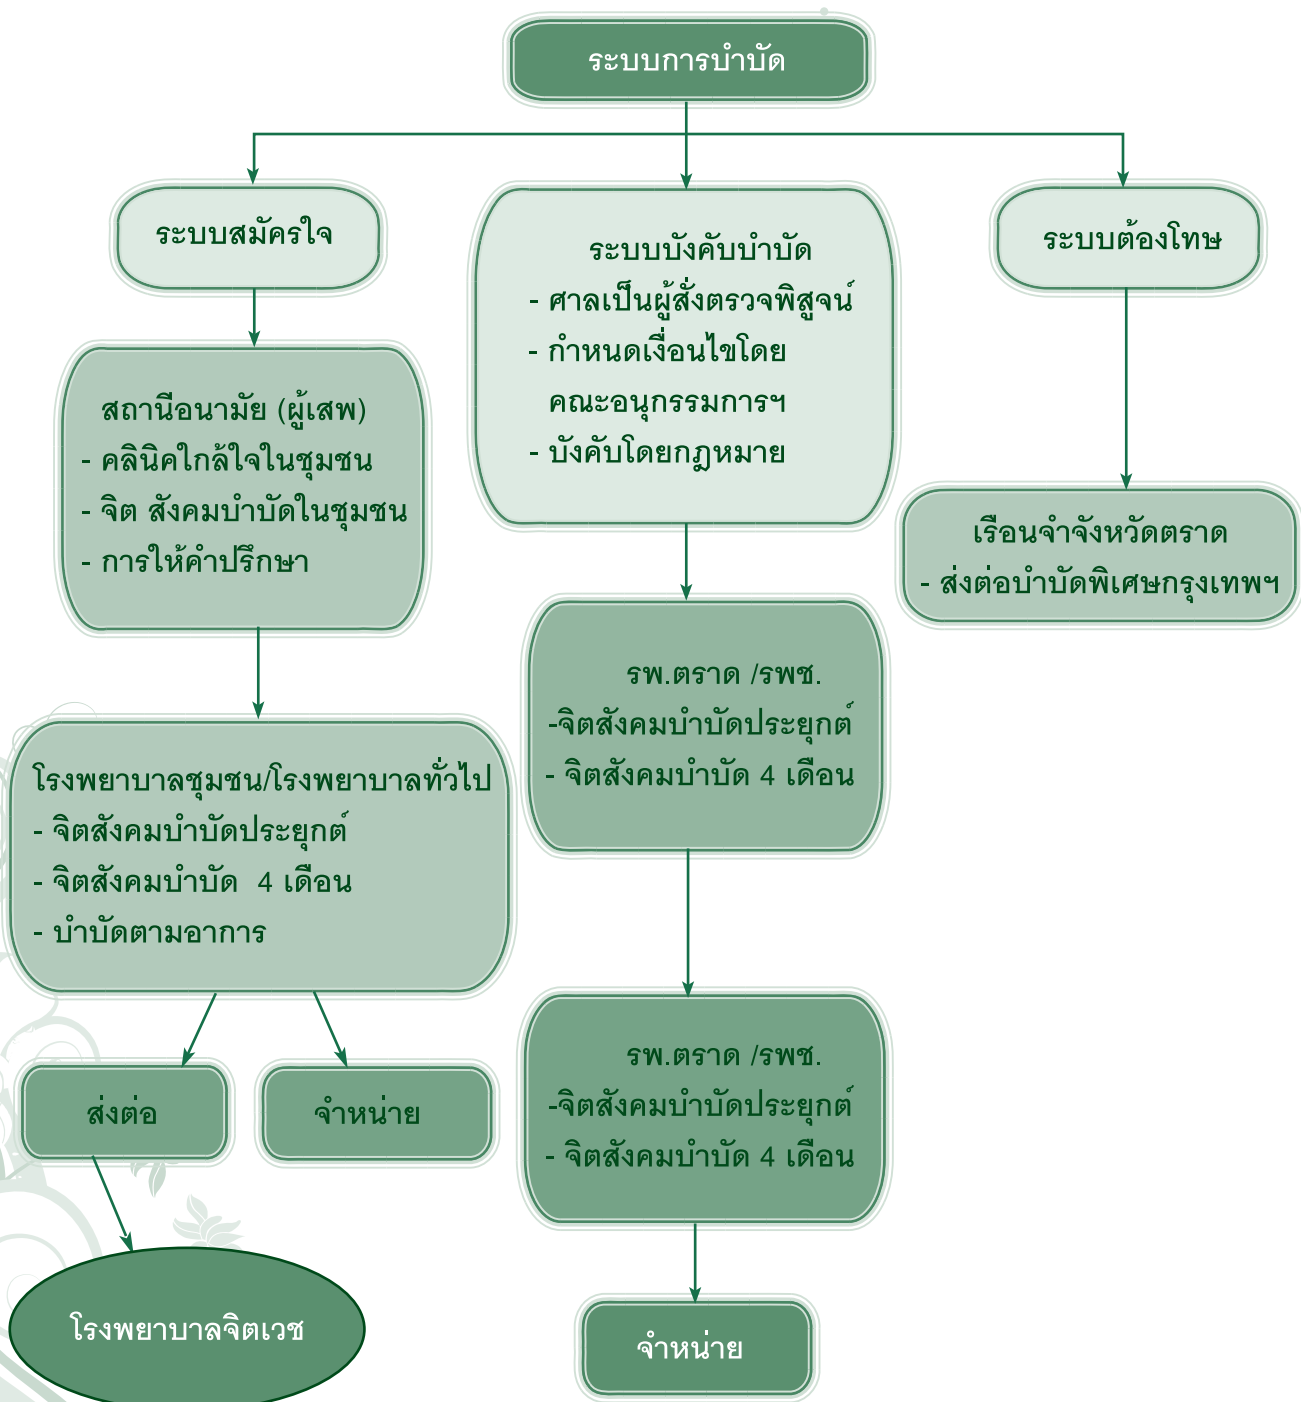 ระบบการบำบัด
ระบบสมัครใจ
สถานีอนามัย (ผู้เสพ)
- คลินิคใกล้ใจในชุมชน
- จิต สังคมบำบัดในชุมชน
- การให้คำปรึกษา
โรงพยาบาลชุมชน/โรงพยาบาลทั่วไป
- จิตสังคมบำบัดประยุกต์
- จิตสังคมบำบัด 4 เดือน
- บำบัดตามอาการ
ส่งต่อ
จำหน่าย
โรงพยาบาลจิตเวช
ระบบบังคับบำบัด
- ศาลเป็นผู้สั่งตรวจพิสูจน์
- กำหนดเงื่อนไขโดย
คณะอนุกรรมการฯ
- บังคับโดยกฎหมาย
รพ.ตราด /รพช.
-จิตสังคมบำบัดประยุกต์
- จิตสังคมบำบัด 4 เดือน
รพ.ตราด /รพช.
-จิตสังคมบำบัดประยุกต์
- จิตสังคมบำบัด 4 เดือน
จำหน่าย
ระบบต้องโทษ
เรือนจำจังหวัดตราด
- ส่งต่อบำบัดพิเศษกรุงเทพฯ